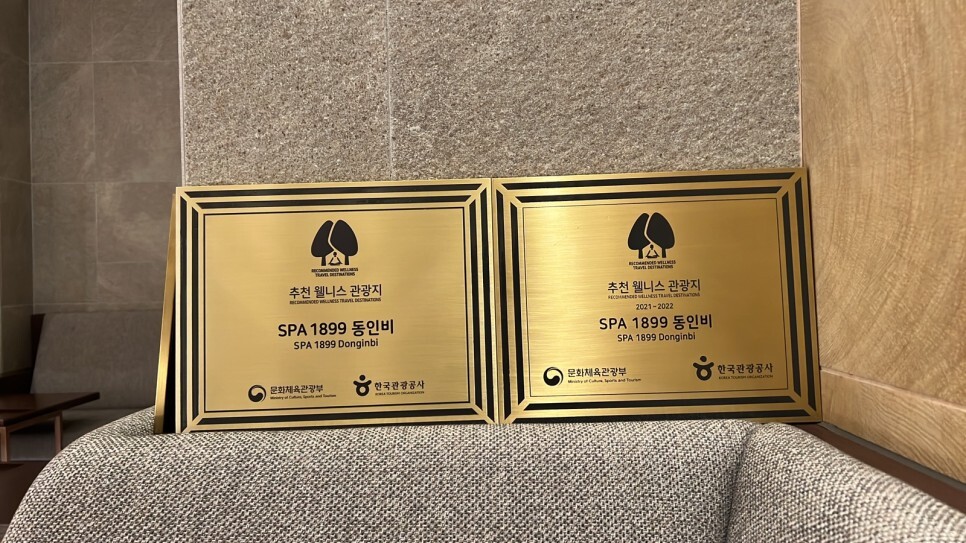 RECOMMENDED WELLNESS
TRAVEL DESTINATIONS
추천 웰니스 관광지
RECOMMENDED WELLNESS TRAVEL DESTINATIONS
SPA 1899 동인비
SPA 1899 Donginbi
문화체육관광부
Ministry of Culture, Sports and Tourism
한국관광공사
KOREA TOURISM ORGANIZATION
RECOMMENDED WELLNESS
TRAVEL DESTINATIONS
추천 웰니스 관광지
RECOMMENDED WELLNESS TRAVEL DESTINATIONS
2021~2022
SPA 1899 동인비
SPA 1899 Donginbi
문화체육관광부
Ministry of Culture, Sports and Tourism
한국관광공사
KOREA TOURISM ORGANIZATION